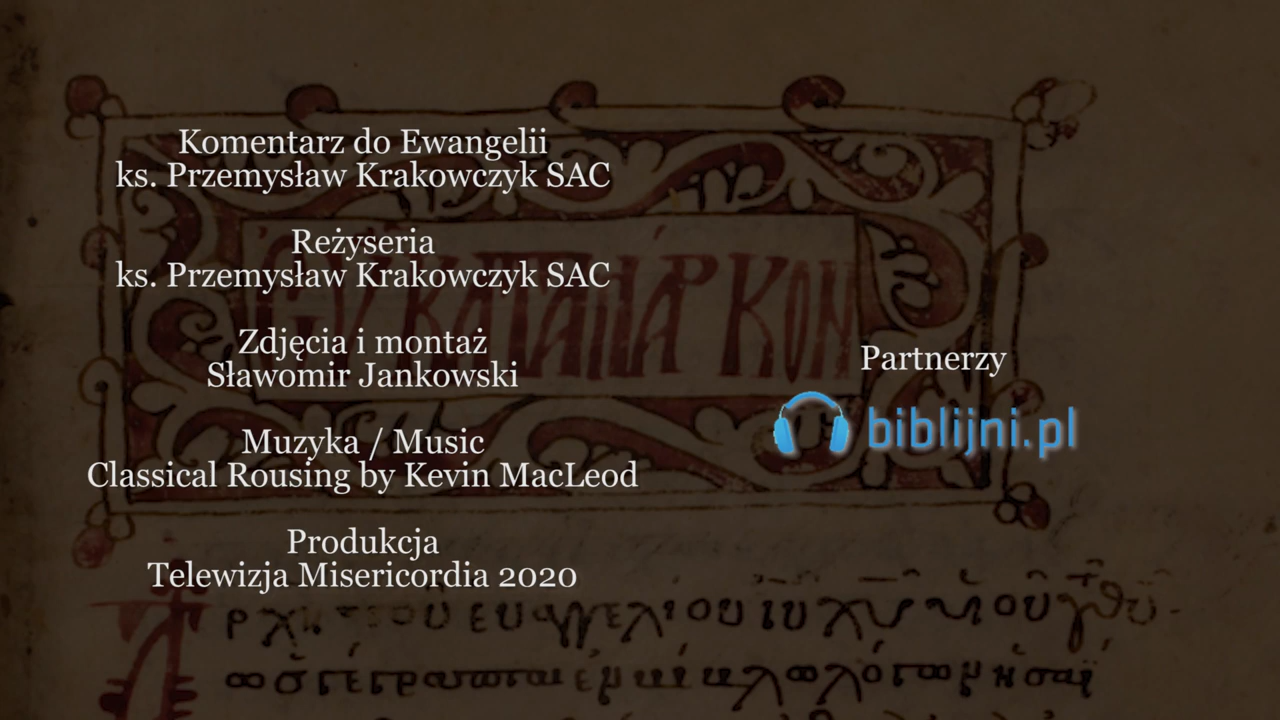 Komentarz do Ewangelii
ks. Przemysław Krakowczyk SAC
Reżyseria
ks. Przemysław Krakowczyk SAC
Zdjęcia i montaż
Sławomir Jankowski
Muzyka / Music
Classical Rousing by Kevin MacLeod
Produkcja
Telewizja Misericordia 2020
Partnerzy
biblijni.pl